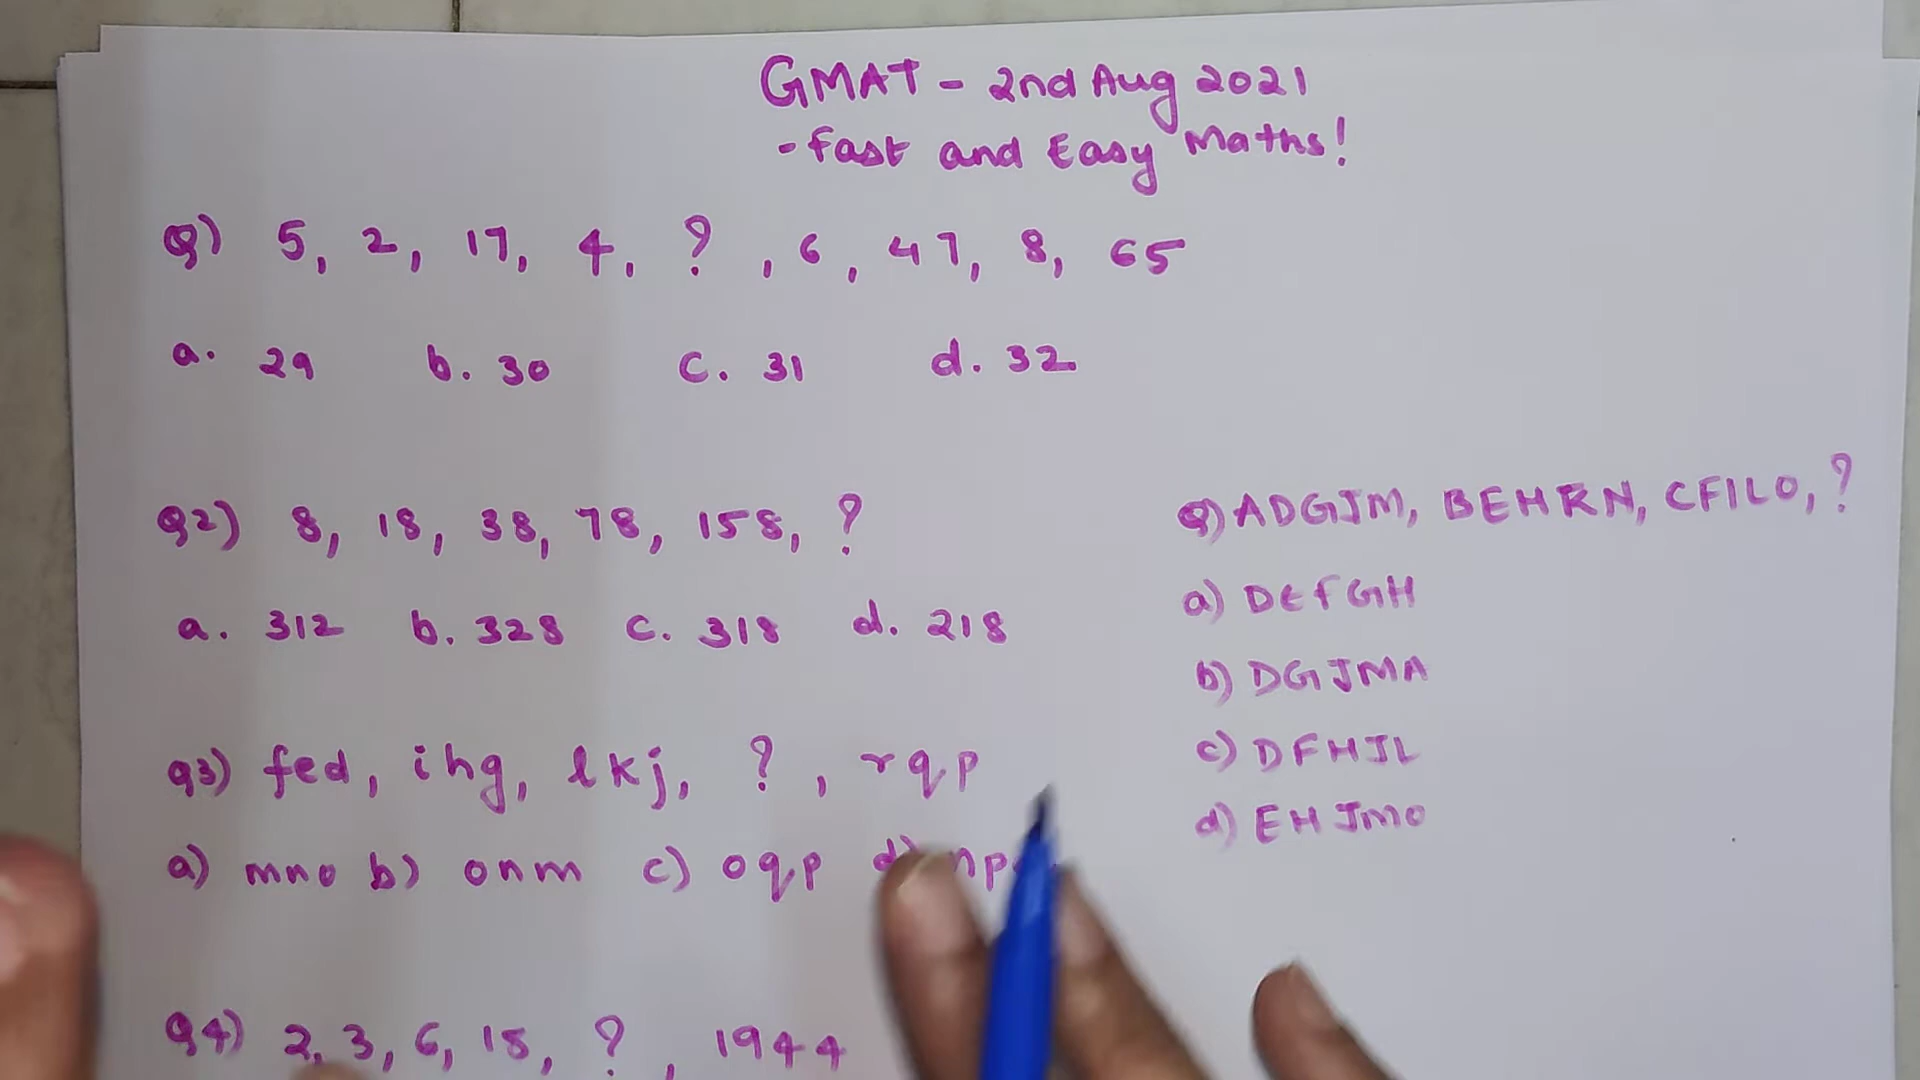 GMAT - 2nd Aug 2021
- Fast and Easy Maths!
Q) 5, 2, 17, 4, ?, 6, 47, 8, 65
a. 29 b. 30 c. 31 d. 32
Q2) 8, 18, 38, 78, 158, ?
a. 312 b. 328 c. 318 d. 218
Q3) fed, ihg, lkj, ?, rqp
a) mno b) onm c) oqp d)
Q4) 2, 3, 6, 18, ?, 1944
Q) ADGJM, BEHKN, CFILO, ?
a) DEFGH
b) DGJMA
c) DFHJL
d) EHJMO